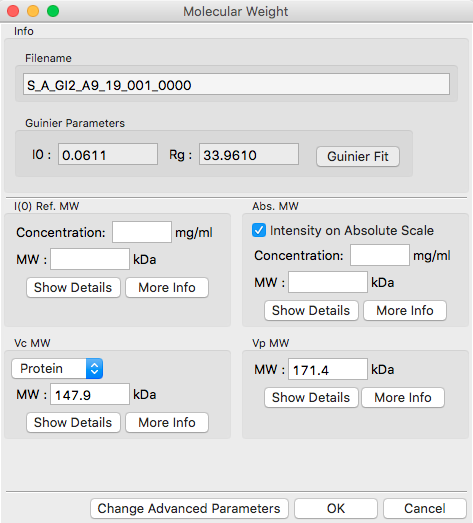 Molecular Weight
Info
Filename
S_A_GI2_A9_19_001_0000
Guinier Parameters
I0 : 0.0611 Rg : 33.9610 Guinier Fit
I(0) Ref. MW
Concentration: mg/ml
MW : kDa
Show Details More Info
Abs. MW
Intensity on Absolute Scale
Concentration: mg/ml
MW : kDa
Show Details More Info
Vc MW
Protein
MW : 147.9 kDa
Show Details More Info
Vp MW
MW : 171.4 kDa
Show Details More Info
Change Advanced Parameters OK Cancel